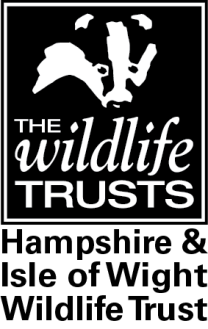 THE
wildlife
TRUSTS
Hampshire &
Isle of Wight
Wildlife Trust